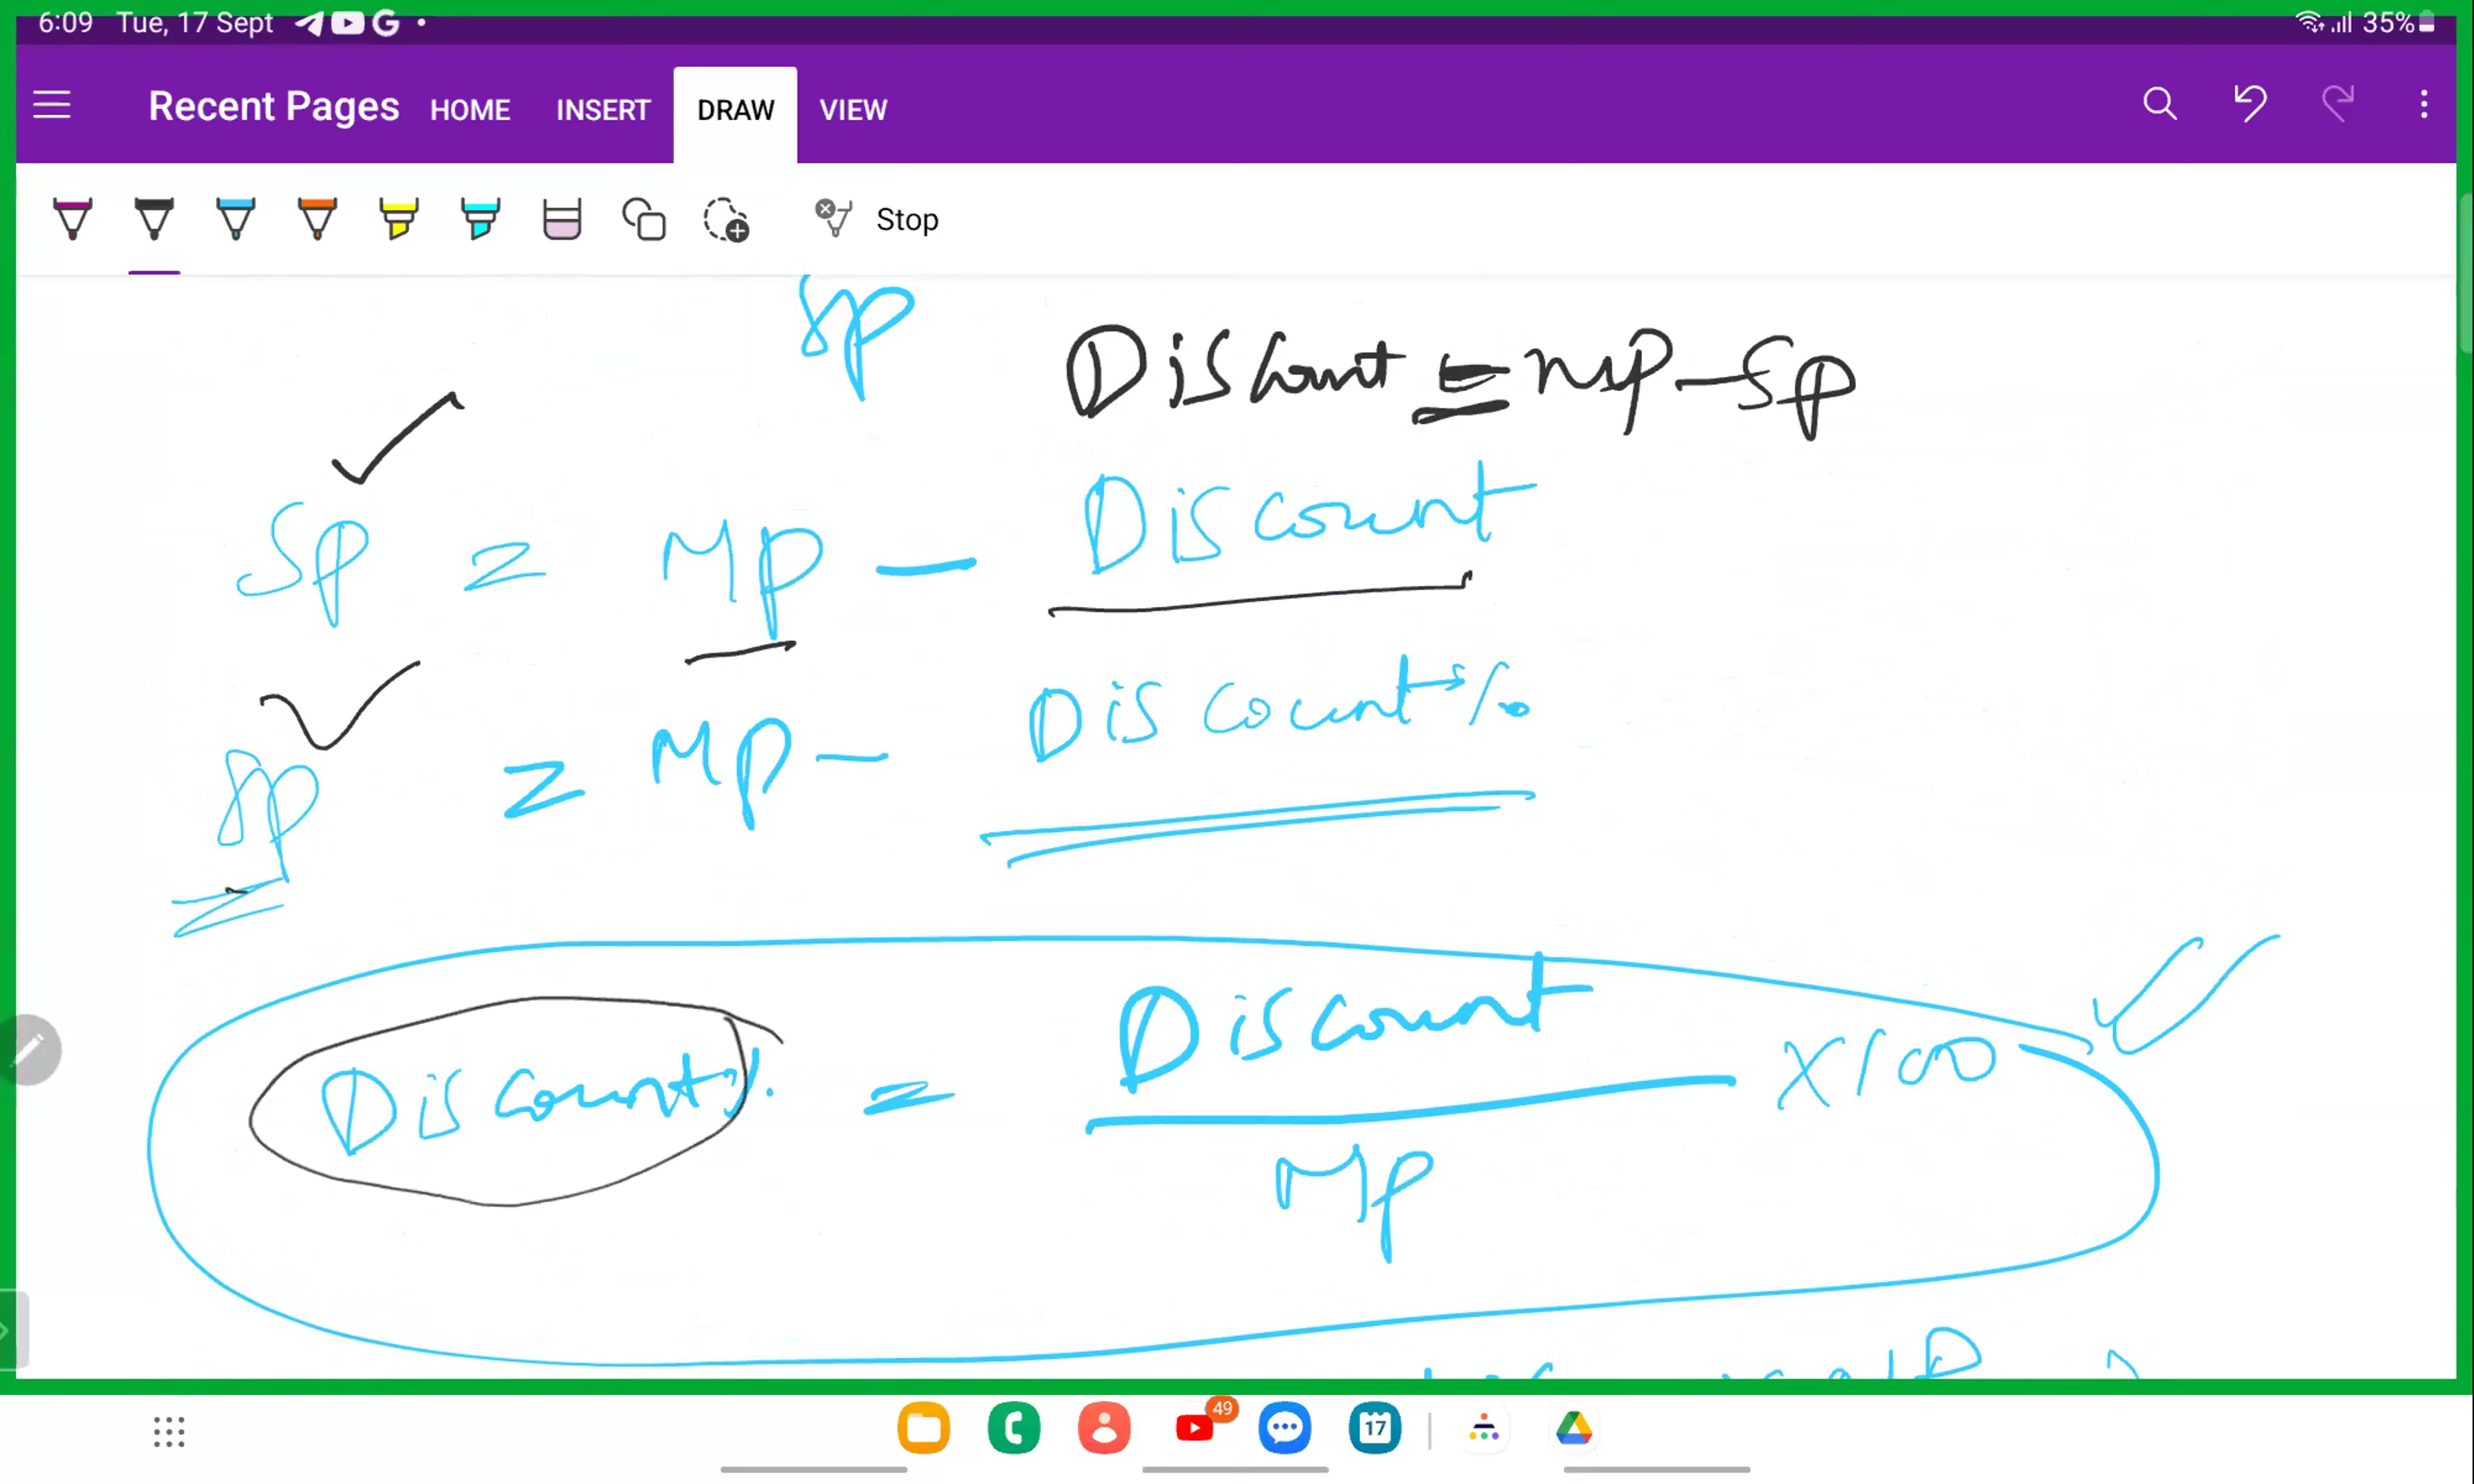 6:09 Tue, 17 Sept
35%
Recent Pages HOME INSERT DRAW VIEW
Stop
Sp
Discount = MP - Sp
Sp = Mp - Discount
Sp = Mp - Discount%
=
Discount% = Discount x100
Mp
49
17